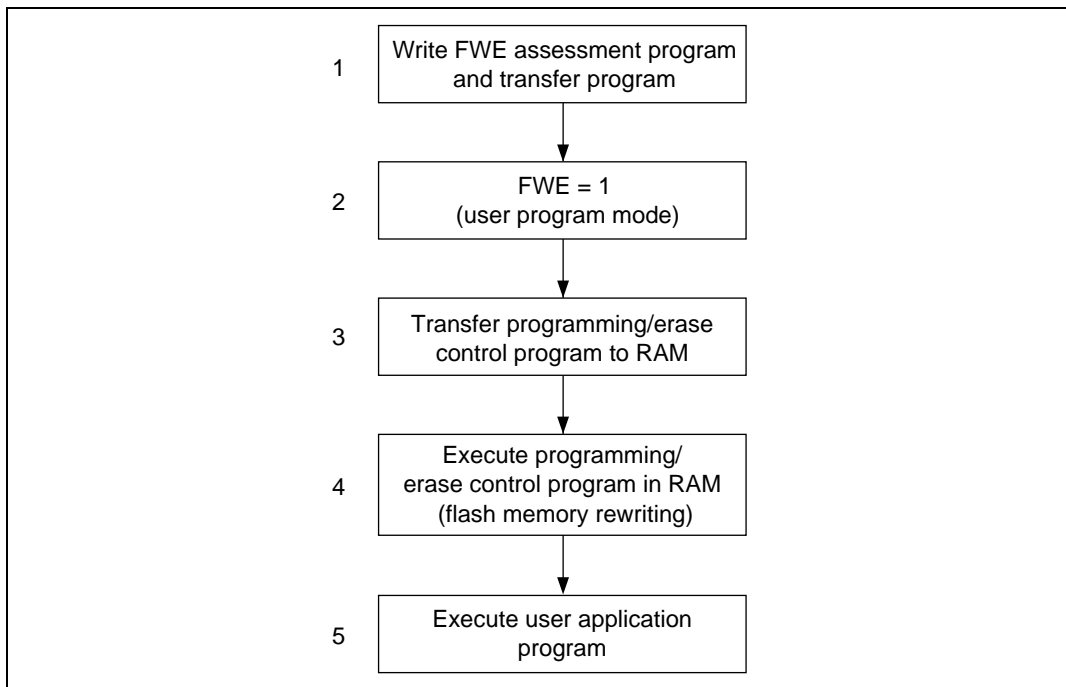 1
Write FWE assessment program
and transfer program
2
FWE = 1
(user program mode)
3
Transfer programming/erase
control program to RAM
4
Execute programming/
erase control program in RAM
(flash memory rewriting)
5
Execute user application
program